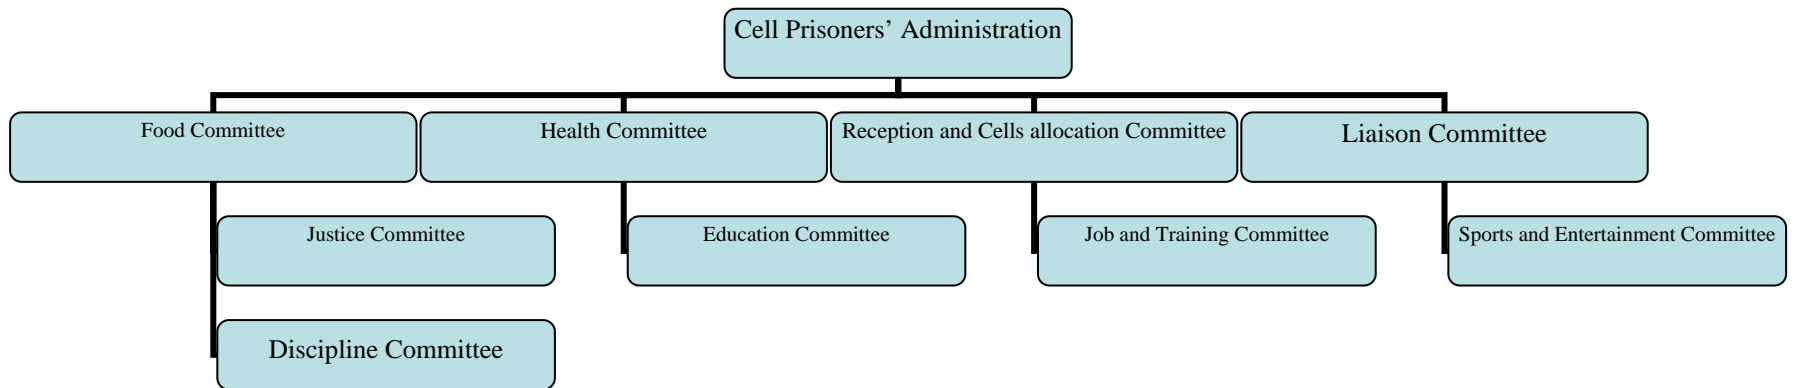 Cell Prisoners’ Administration
Food Committee
Health Committee
Reception and Cells allocation Committee
Liaison Committee
Justice Committee
Education Committee
Job and Training Committee
Sports and Entertainment Committee
Discipline Committee